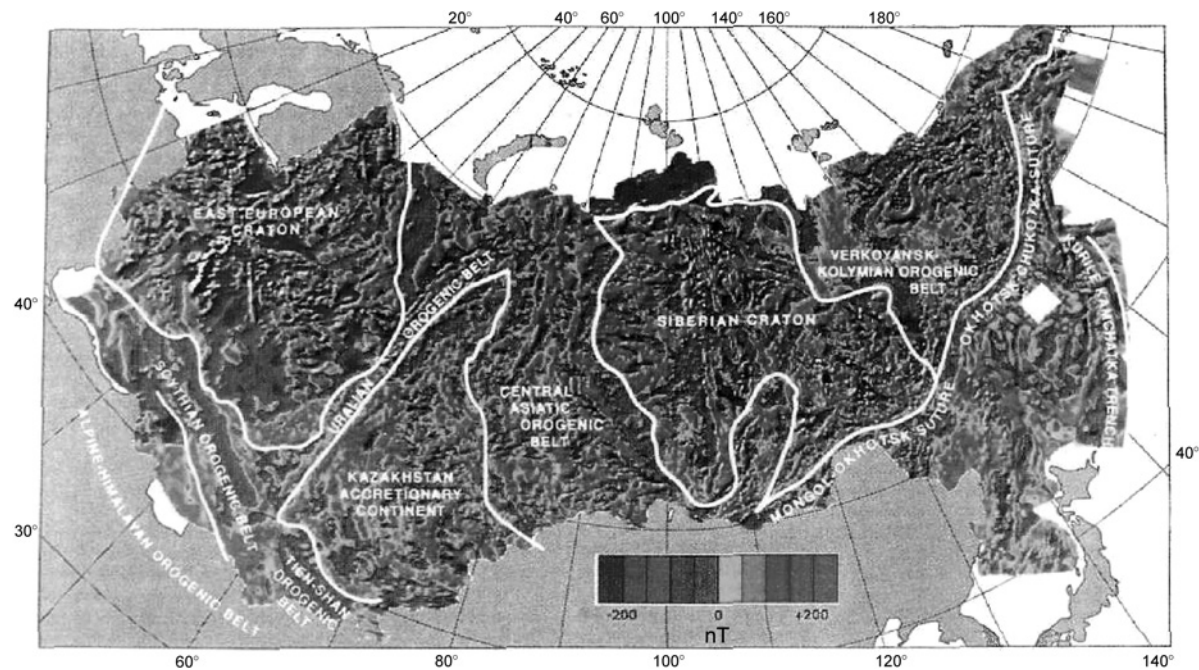 20° 40° 60° 100° 140° 160° 180°
EAST EUROPEAN
CRATON
VERKOYANSK-
KOLYMIAN OROGENIC
BELT
OKHOTSK-CHUKOTKA SUTURE
KURILE KAMCHATKA TRENCH
40°
URALIAN OROGENIC BELT
SIBERIAN CRATON
SCYTHIAN OROGENIC BELT
CENTRAL
ASIATIC
OROGENIC
BELT
KAZAKHSTAN
ACCRETIONARY
CONTINENT
MONGOL-OKHOTSK SUTURE
40°
30°
ALPINE-HIMALAYAN OROGENIC BELT
TIEN-SHAN
OROGENIC
BELT
-200 0 +200
nT
60° 80° 100° 120° 140°